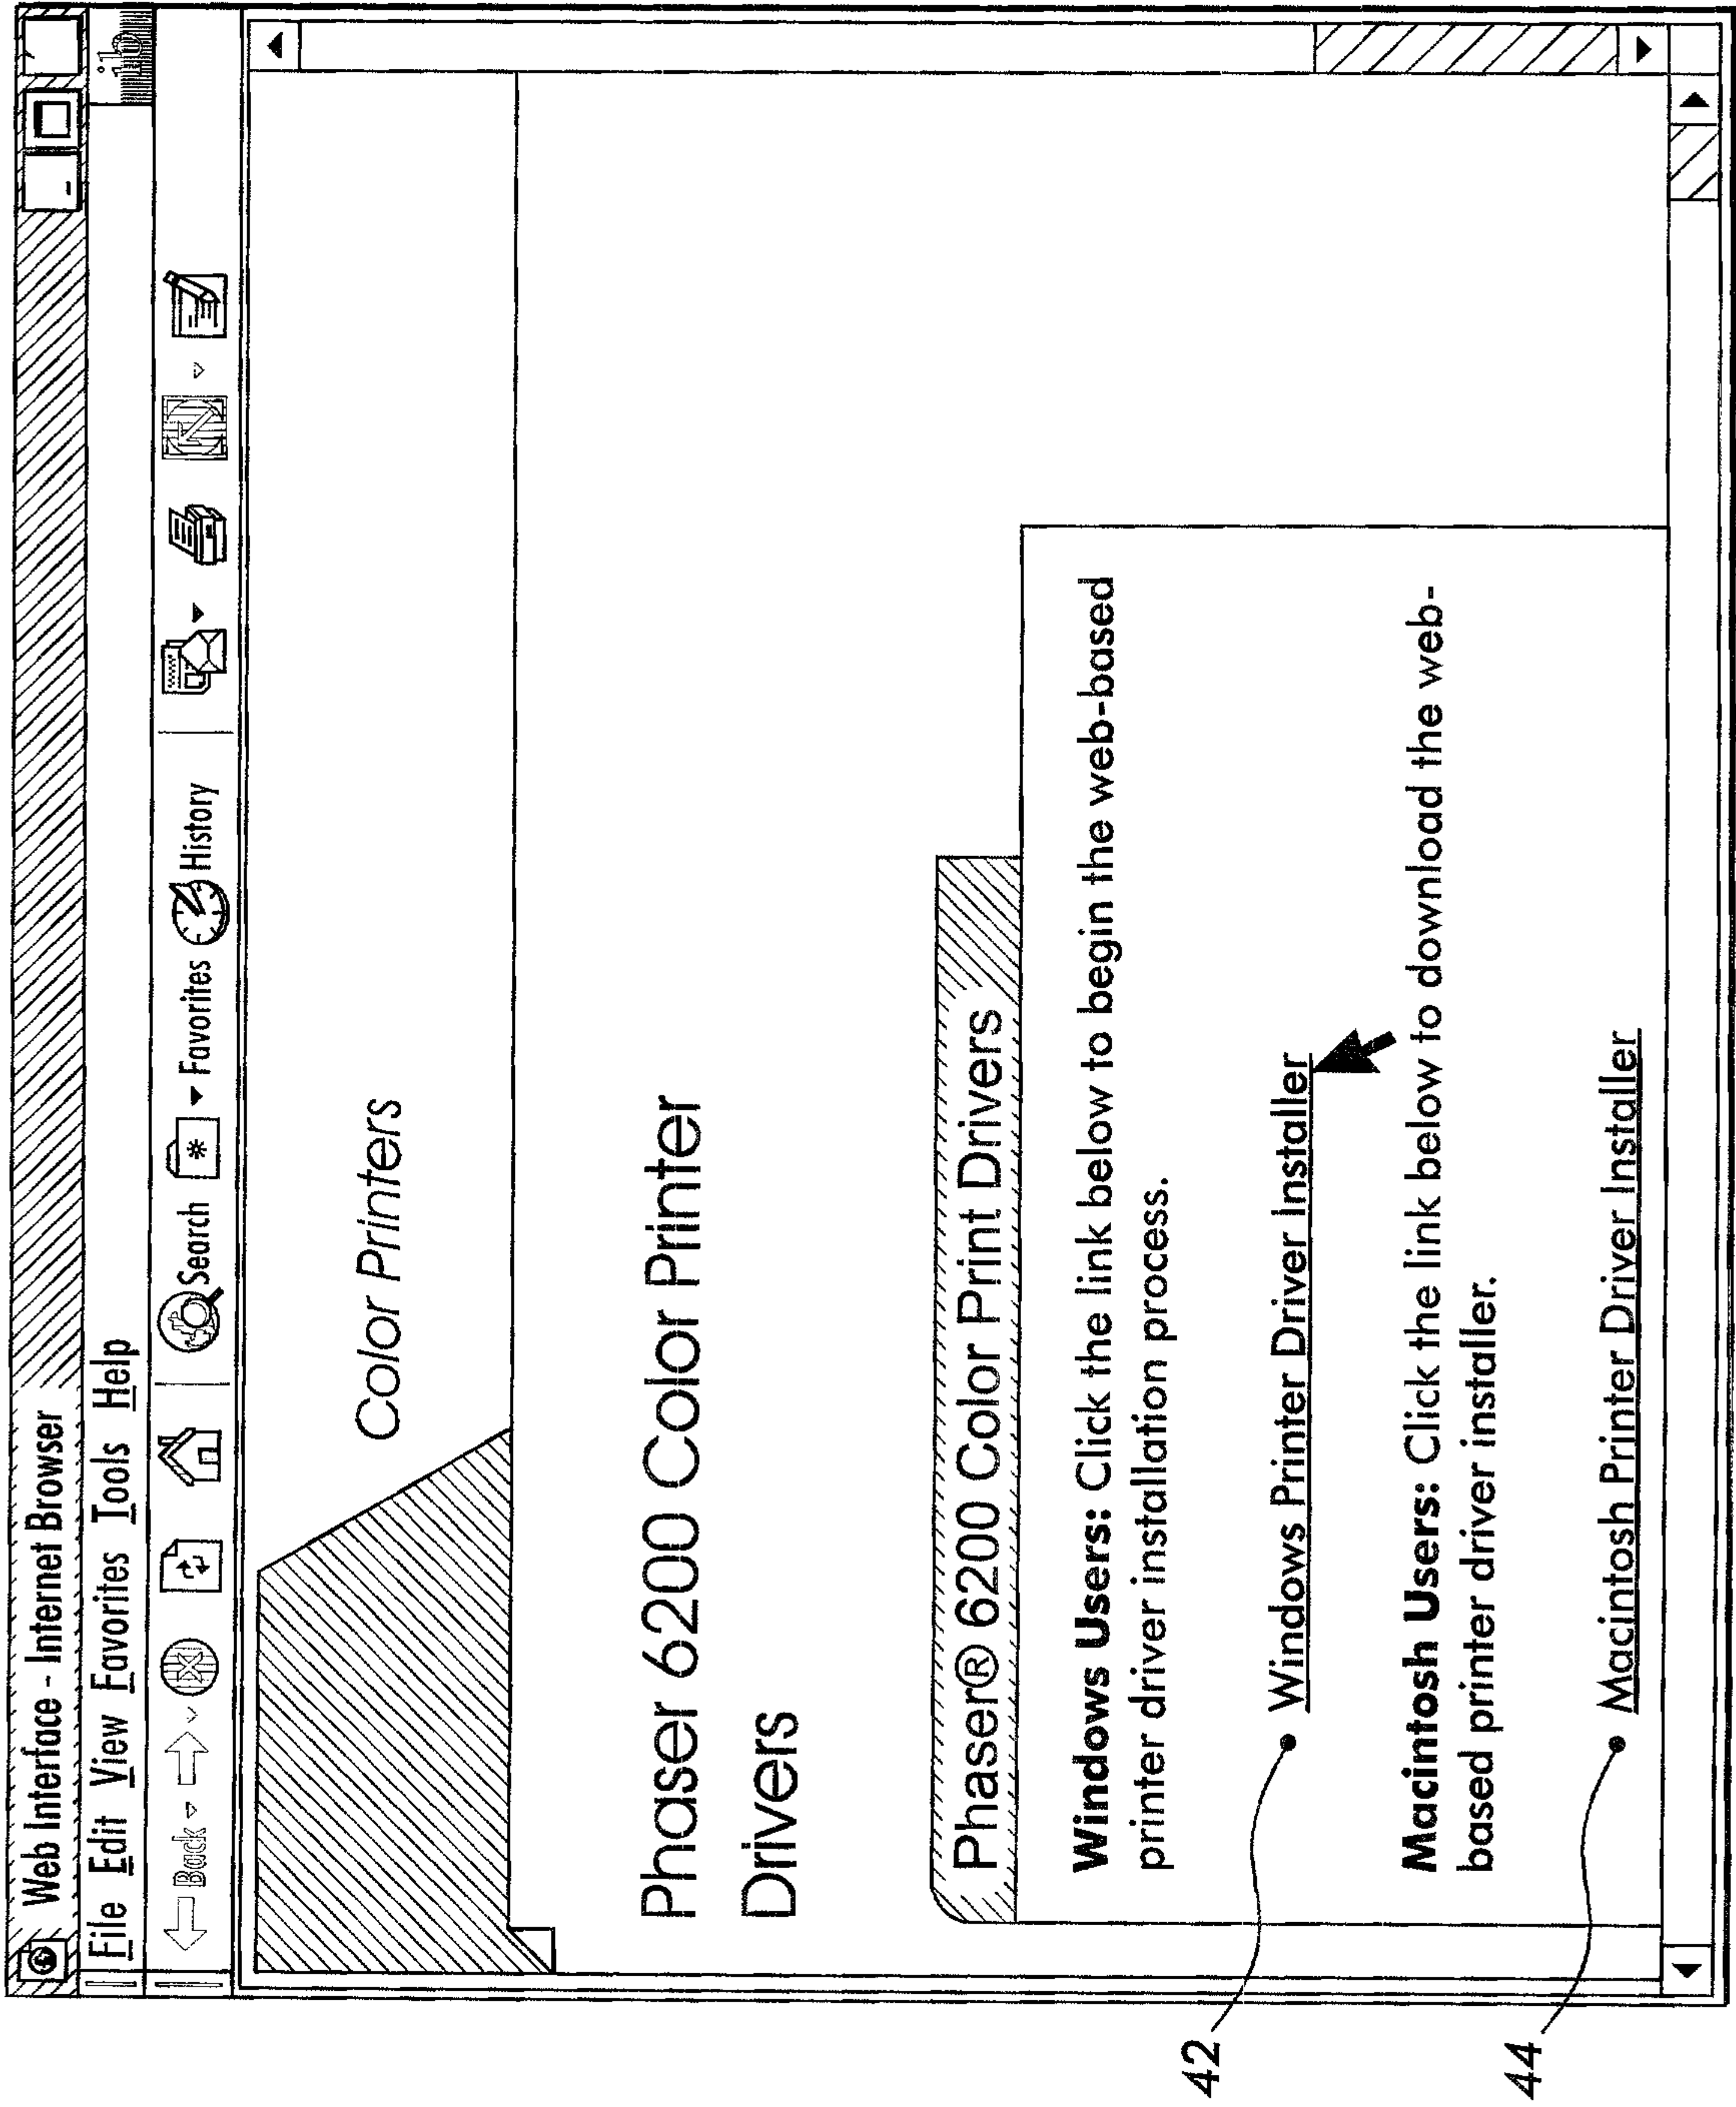 Web Interface - Internet Browser
File Edit View Favorites Tools Help
Back Search Favorites History
Color Printers
Phaser 6200 Color Printer
Drivers
Phaser® 6200 Color Print Drivers
Windows Users: Click the link below to begin the web-based
printer driver installation process.
42
• Windows Printer Driver Installer
Macintosh Users: Click the link below to download the web-
based printer driver installer.
44
• Macintosh Printer Driver Installer